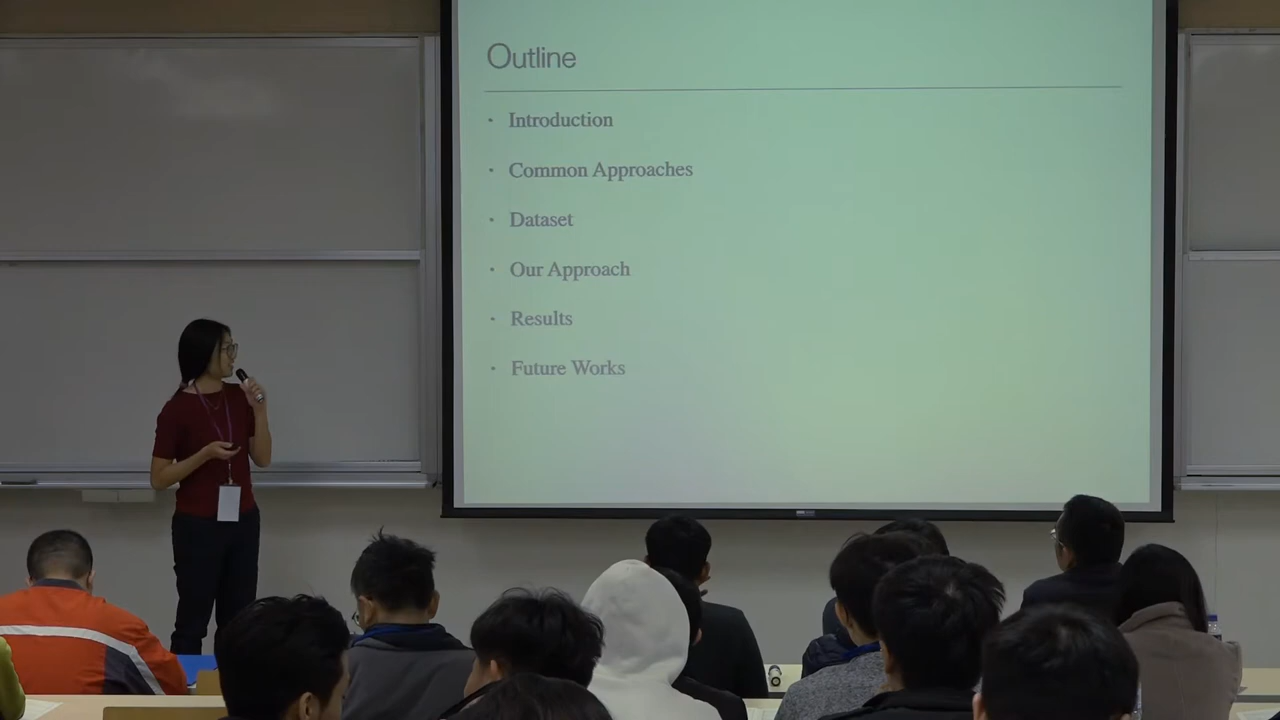 Outline
Introduction
Common Approaches
Dataset
Our Approach
Results
Future Works